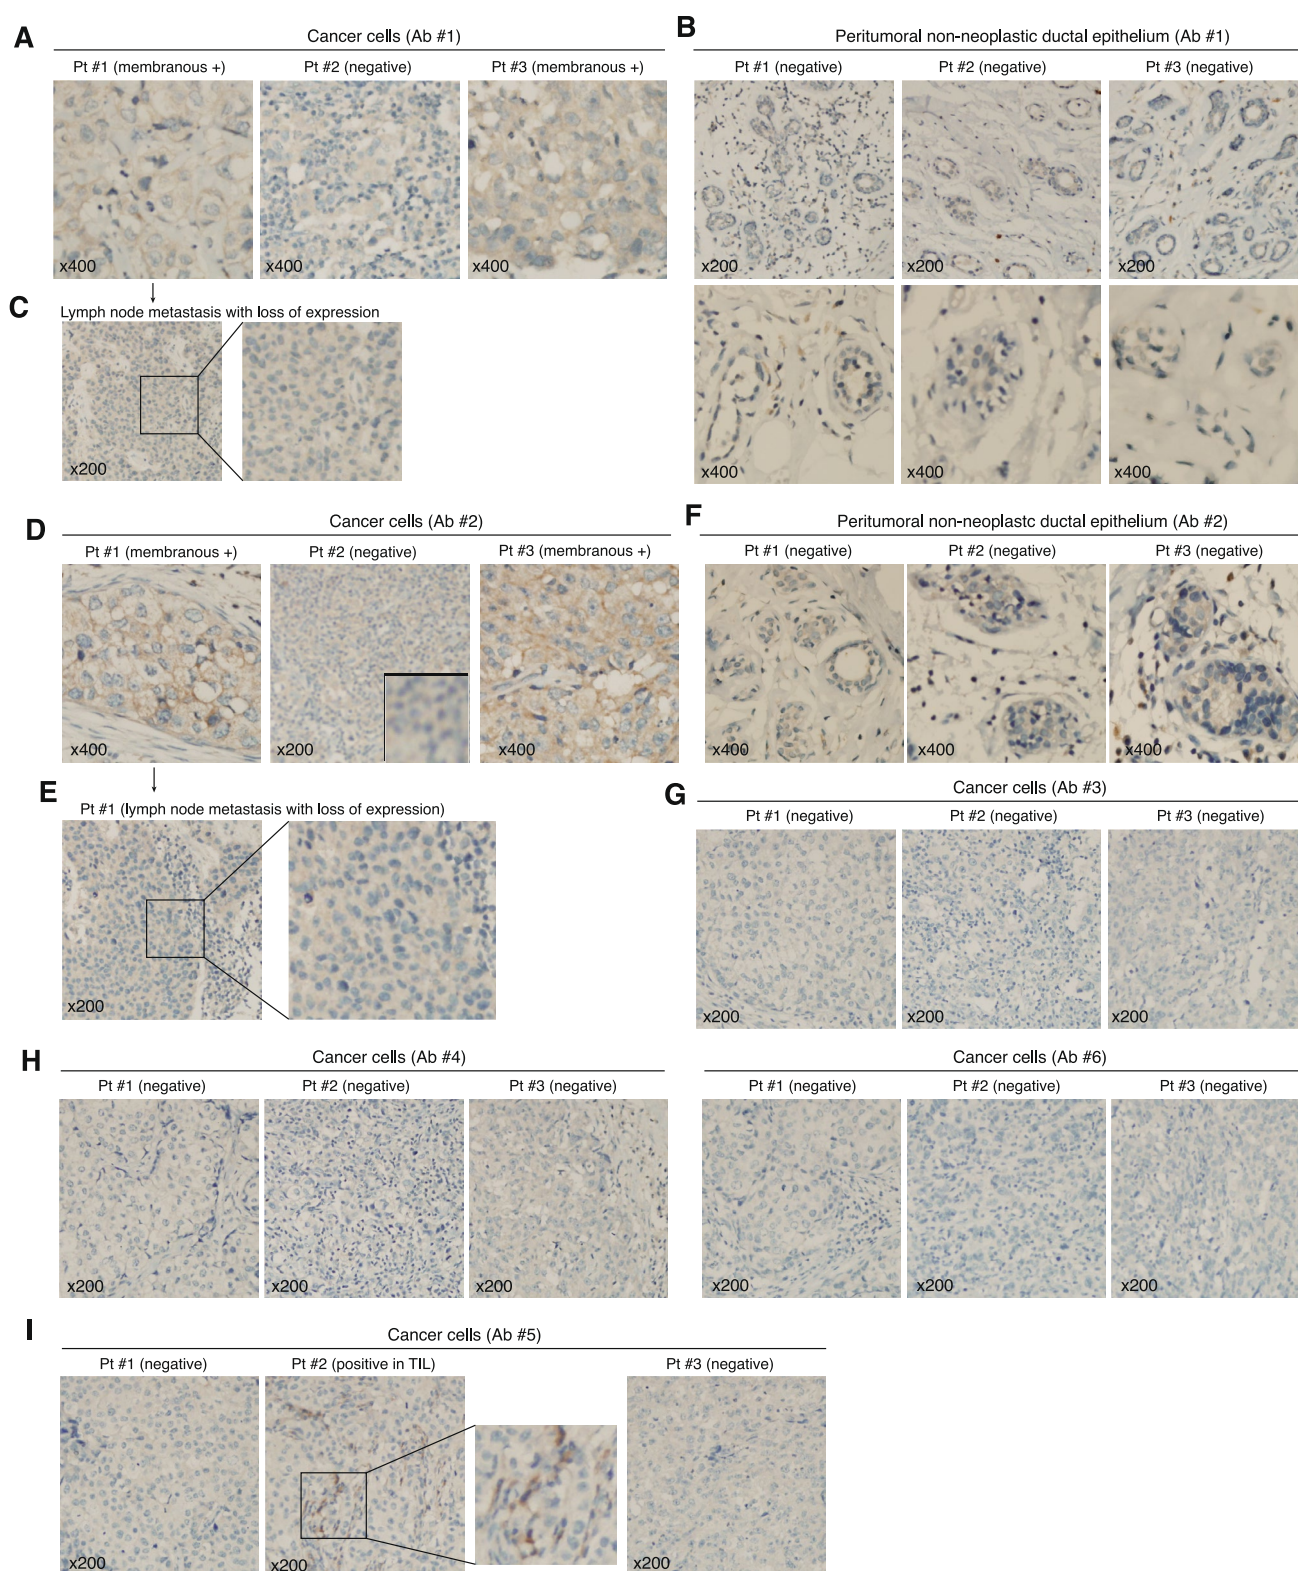 A
Cancer cells (Ab #1)
Pt #1 (membranous +)
Pt #2 (negative)
Pt #3 (membranous +)
x400
x400
x400
B
Peritumoral non-neoplastic ductal epithelium (Ab #1)
Pt #1 (negative)
Pt #2 (negative)
Pt #3 (negative)
x200
x200
x200
x400
x400
x400
C
Lymph node metastasis with loss of expression
x200
D
Cancer cells (Ab #2)
Pt #1 (membranous +)
Pt #2 (negative)
Pt #3 (membranous +)
x400
x200
x400
F
Peritumoral non-neoplastc ductal epithelium (Ab #2)
Pt #1 (negative)
Pt #2 (negative)
Pt #3 (negative)
x400
x400
x400
E
Pt #1 (lymph node metastasis with loss of expression)
x200
G
Cancer cells (Ab #3)
Pt #1 (negative)
Pt #2 (negative)
Pt #3 (negative)
x200
x200
x200
H
Cancer cells (Ab #4)
Pt #1 (negative)
Pt #2 (negative)
Pt #3 (negative)
x200
x200
x200
Cancer cells (Ab #6)
Pt #1 (negative)
Pt #2 (negative)
Pt #3 (negative)
x200
x200
x200
I
Cancer cells (Ab #5)
Pt #1 (negative)
Pt #2 (positive in TIL)
Pt #3 (negative)
x200
x200
x200